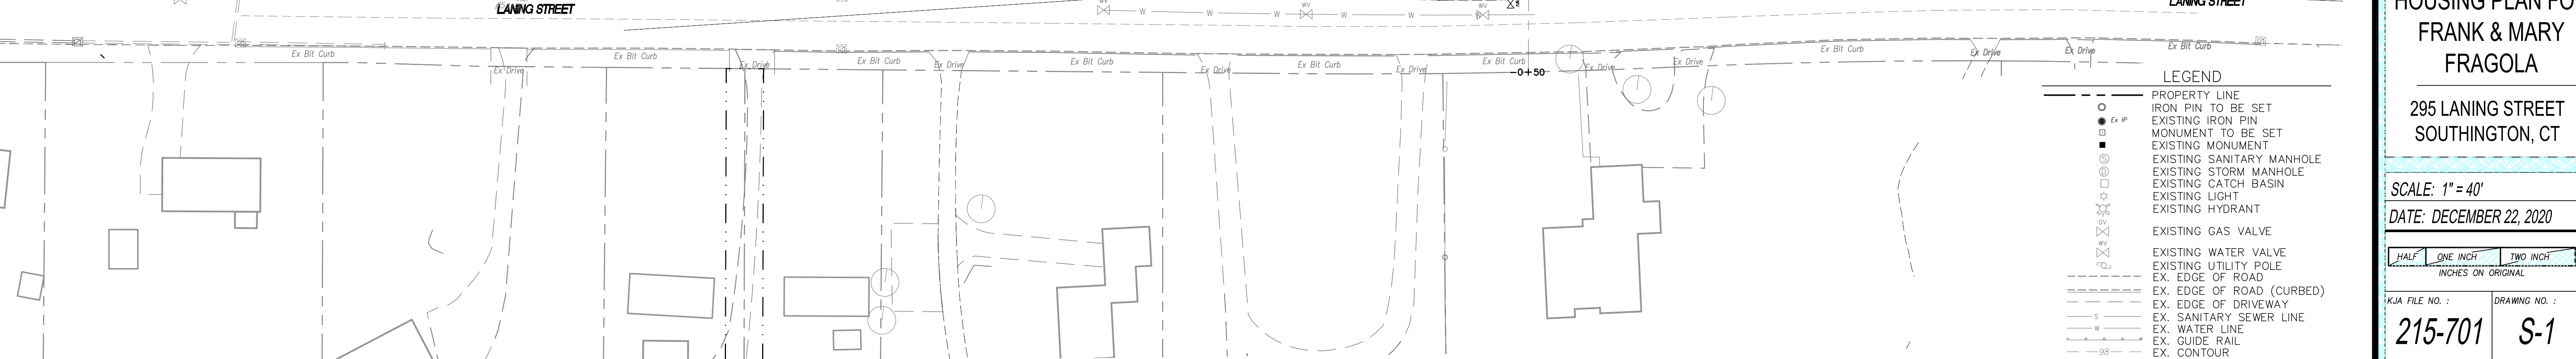 LANING STREET
LANING STREET
WV
WV
WV
W W W W W
Ex Bit Curb
Ex Drive
Ex Bit Curb
Ex Drive
Ex Bit Curb
Ex Drive
Ex Bit Curb
Ex Drive
Ex Bit Curb
Ex Drive
Ex Bit Curb
-0+50
Ex Drive
Ex Drive
Ex Bit Curb
Ex Drive
Ex Drive
Ex Bit Curb
LEGEND
PROPERTY LINE
IRON PIN TO BE SET
Ex IP EXISTING IRON PIN
MONUMENT TO BE SET
EXISTING MONUMENT
S EXISTING SANITARY MANHOLE
D EXISTING STORM MANHOLE
EXISTING CATCH BASIN
EXISTING LIGHT
EXISTING HYDRANT
GV
EXISTING GAS VALVE
WV
EXISTING WATER VALVE
EXISTING UTILITY POLE
EX. EDGE OF ROAD
EX. EDGE OF ROAD (CURBED)
EX. EDGE OF DRIVEWAY
S EX. SANITARY SEWER LINE
W EX. WATER LINE
EX. GUIDE RAIL
98 EX. CONTOUR
HOUSING PLAN FO
FRANK & MARY
FRAGOLA
295 LANING STREET
SOUTHINGTON, CT
SCALE: 1" = 40'
DATE: DECEMBER 22, 2020
HALF ONE INCH TWO INCH
INCHES ON ORIGINAL
KJA FILE NO. :
215-701
DRAWING NO. :
S-1